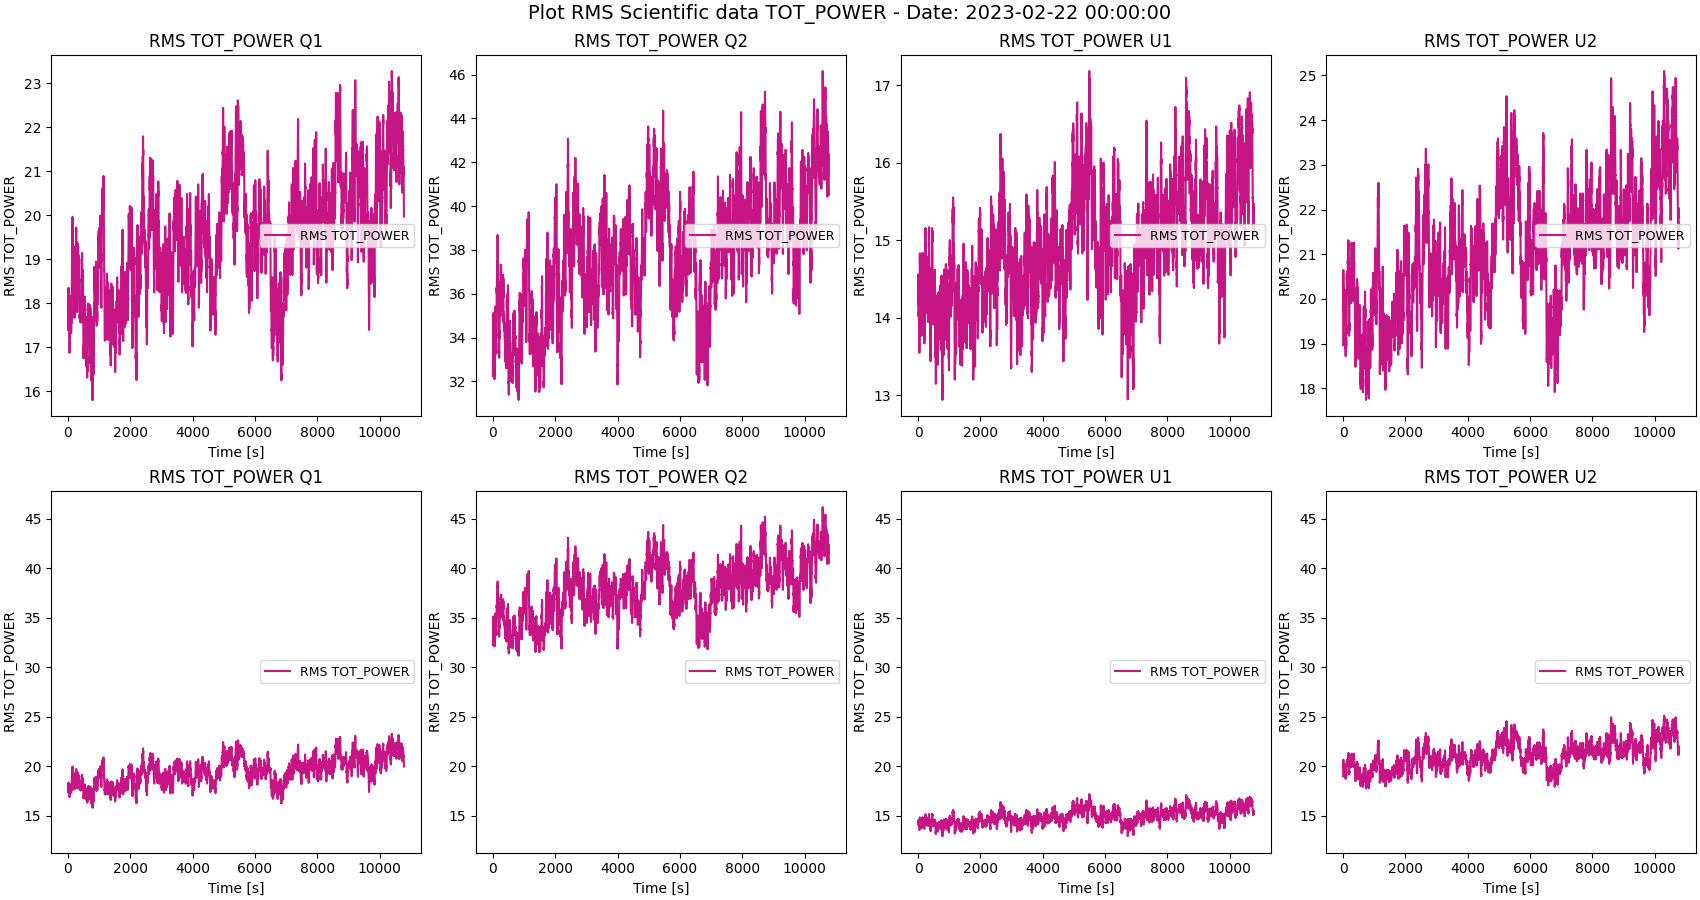 Plot RMS Scientific data TOT_POWER - Date: 2023-02-22 00:00:00
RMS TOT_POWER Q1
RMS TOT_POWER
23
22
21
20
19
18
17
16
RMS TOT_POWER
0 2000 4000 6000 8000 10000
Time [s]
RMS TOT_POWER Q2
RMS TOT_POWER
46
44
42
40
38
36
34
32
RMS TOT_POWER
0 2000 4000 6000 8000 10000
Time [s]
RMS TOT_POWER U1
RMS TOT_POWER
17
16
15
14
13
RMS TOT_POWER
0 2000 4000 6000 8000 10000
Time [s]
RMS TOT_POWER U2
RMS TOT_POWER
25
24
23
22
21
20
19
18
RMS TOT_POWER
0 2000 4000 6000 8000 10000
Time [s]
RMS TOT_POWER Q1
RMS TOT_POWER
45
40
35
30
25
20
15
RMS TOT_POWER
0 2000 4000 6000 8000 10000
Time [s]
RMS TOT_POWER Q2
RMS TOT_POWER
45
40
35
30
25
20
15
RMS TOT_POWER
0 2000 4000 6000 8000 10000
Time [s]
RMS TOT_POWER U1
RMS TOT_POWER
45
40
35
30
25
20
15
RMS TOT_POWER
0 2000 4000 6000 8000 10000
Time [s]
RMS TOT_POWER U2
RMS TOT_POWER
45
40
35
30
25
20
15
RMS TOT_POWER
0 2000 4000 6000 8000 10000
Time [s]